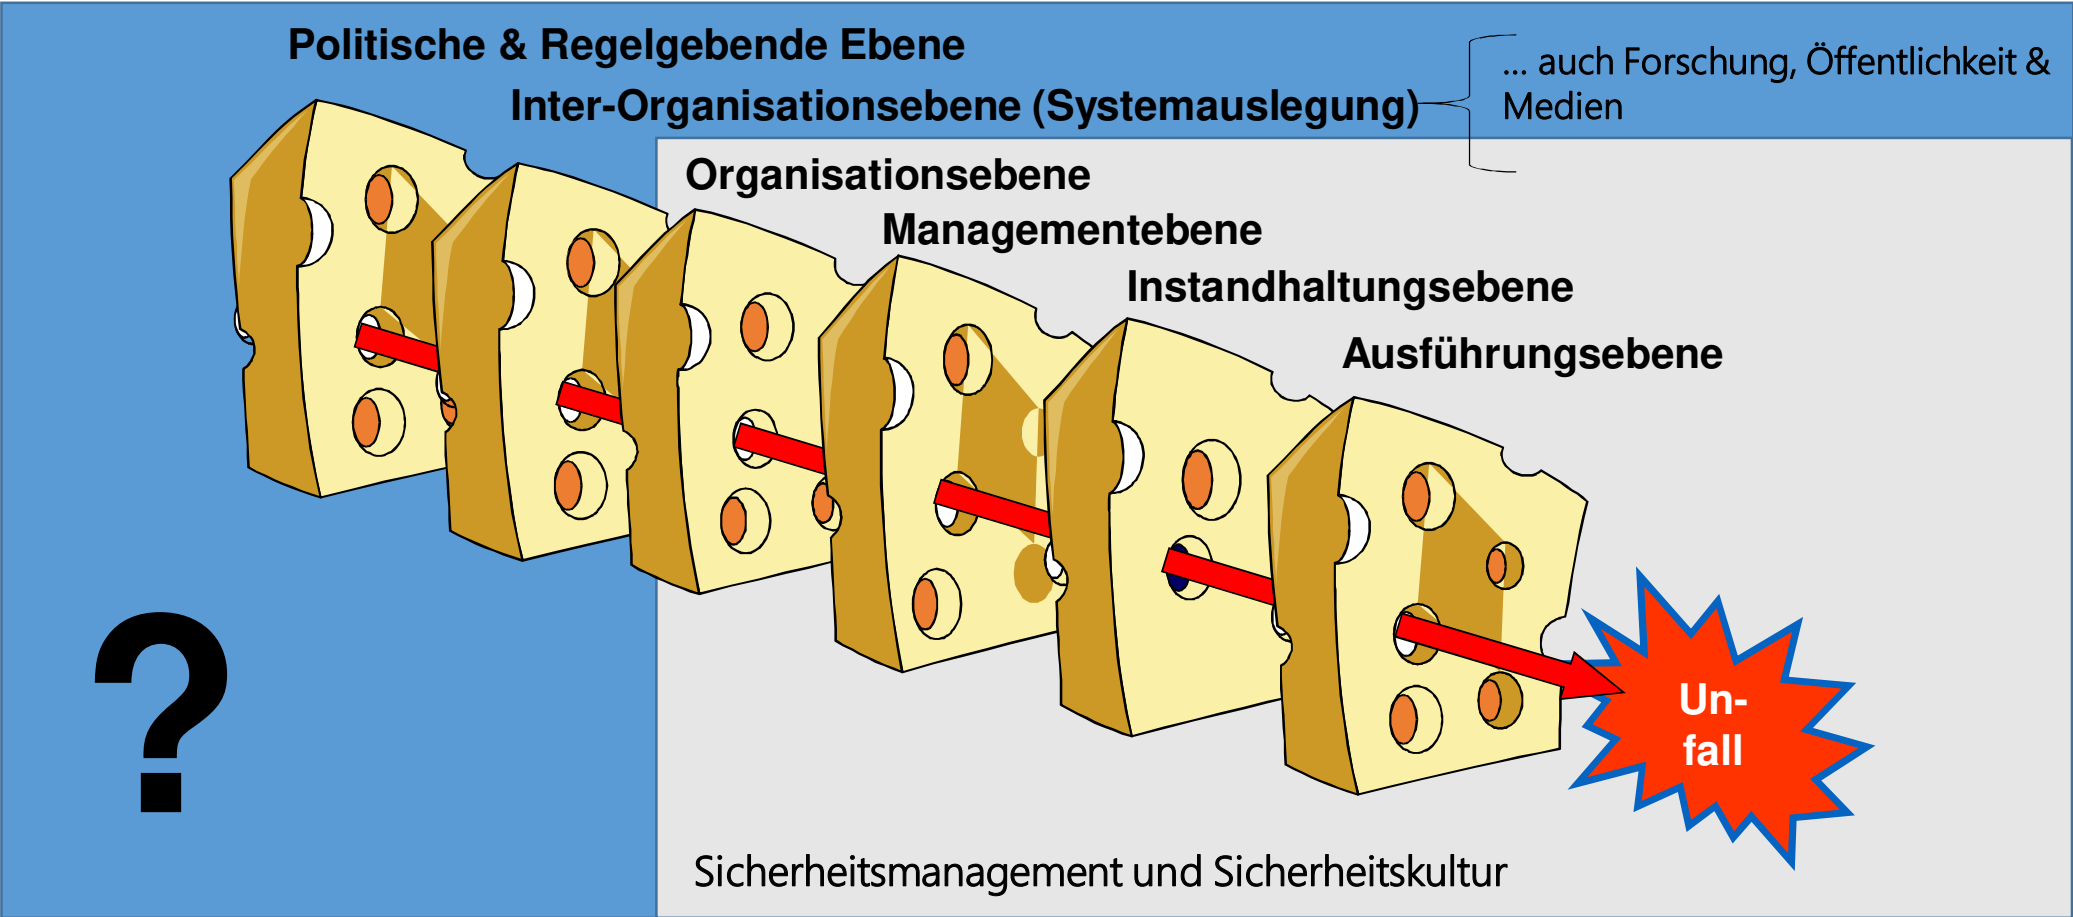 Politische & Regelgebende Ebene
Inter-Organisationsebene (Systemauslegung)
... auch Forschung, Öffentlichkeit &
Medien
Organisationsebene
Managementebene
Instandhaltungsebene
Ausführungsebene
?
Un-
fall
Sicherheitsmanagement und Sicherheitskultur